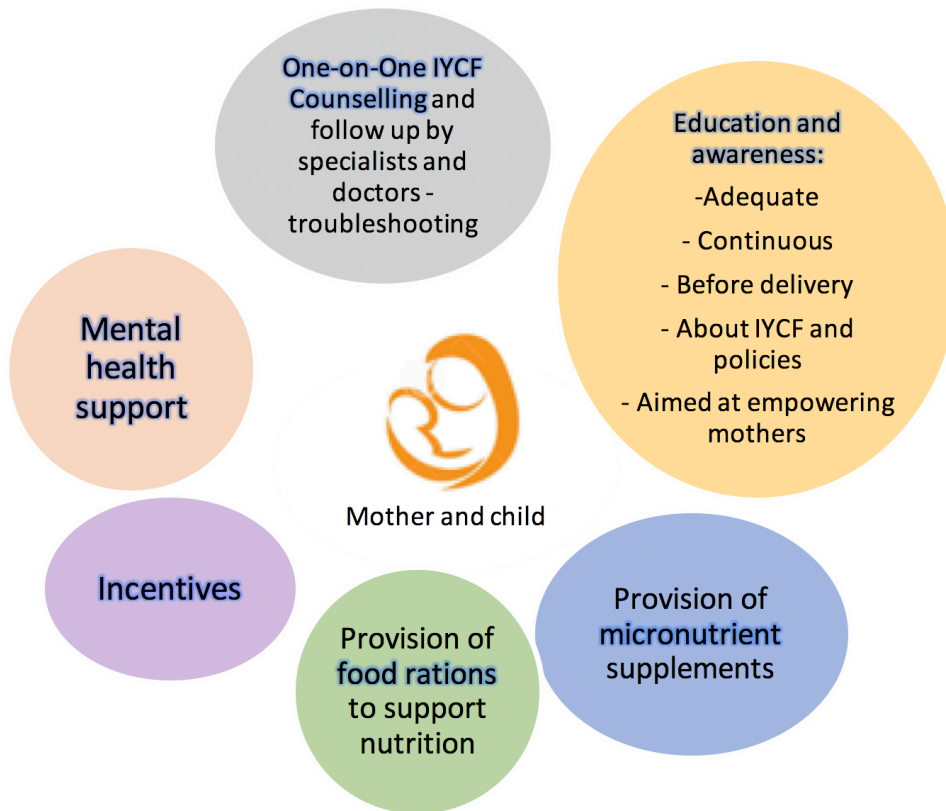 One-on-One IYCF
Counselling and
follow up by
specialists and
doctors -
troubleshooting
Education and
awareness:
-Adequate
- Continuous
- Before delivery
- About IYCF and
policies
- Aimed at empowering
mothers
Mental
health
support
Mother and child
Incentives
Provision of
food rations
to support
nutrition
Provision of
micronutrient
supplements